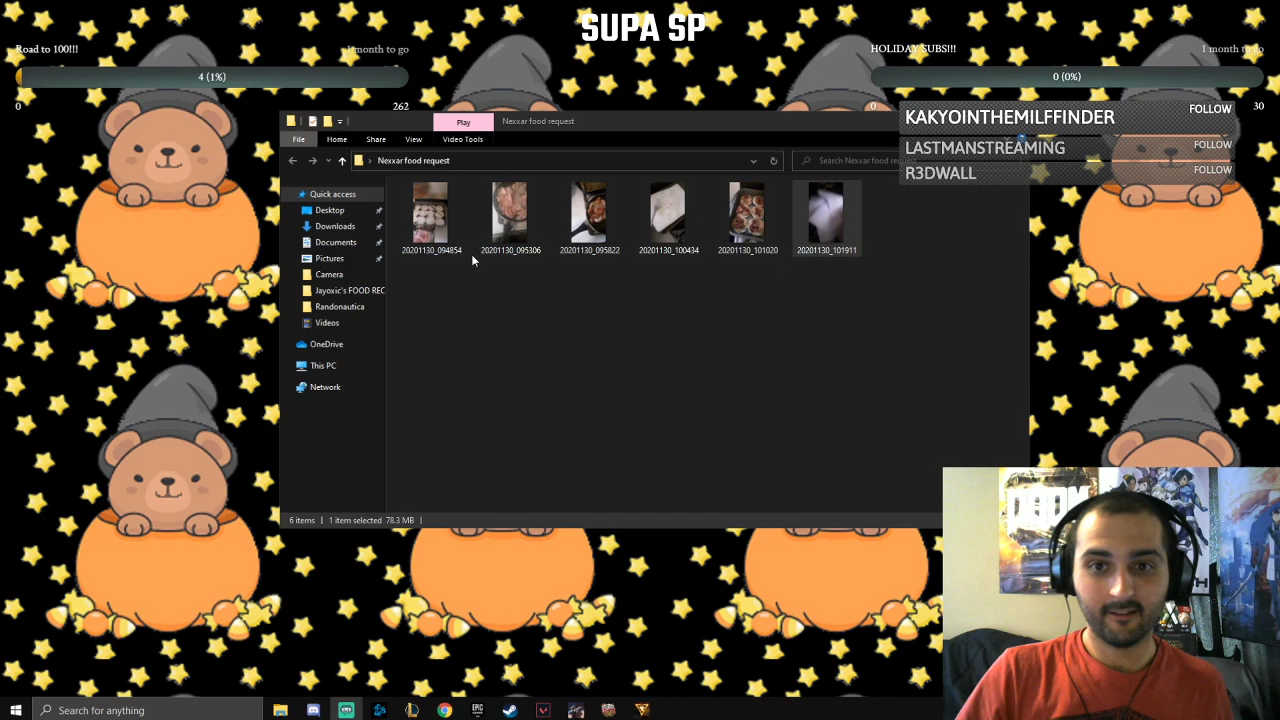 SUPA SP
Road to 100!!!
1 month to go
4 (1%)
0
262
HOLIDAY SUBS!!!
1 month to go
0 (0%)
0
30
KAKYOINTHEMILFFINDER FOLLOW
LASTMANSTREAMING FOLLOW
R3DWALL FOLLOW
Play
Nexxar food request
File
Home
Share
View
Video Tools
Nexxar food request
Search Nexxar food request
Quick access
Desktop
Downloads
Documents
Pictures
Camera
Jayoxic's FOOD REC
Randonautica
Videos
OneDrive
This PC
Network
20201130_094854
20201130_095306
20201130_095822
20201130_100434
20201130_101020
20201130_101911
6 items
1 item selected 78.3 MB
Search for anything
EPIC